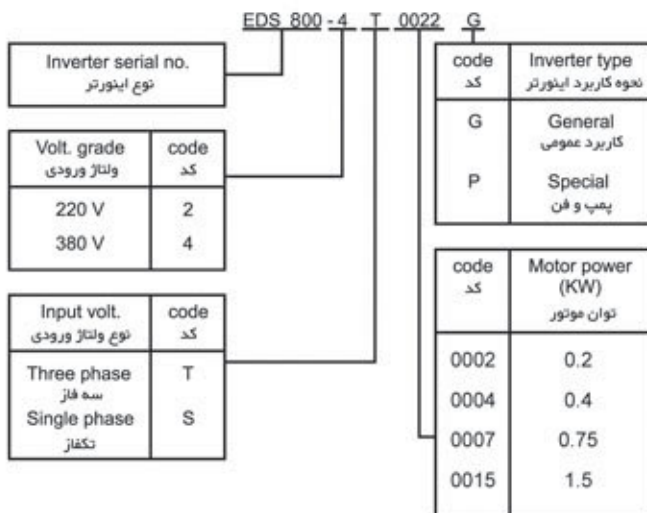 EDS 800 - 4 T 0022 G
Inverter serial no.
نوع اینورتر
Volt. grade code
ولتاژ ورودی کد
220 V 2
380 V 4
Input volt. code
نوع ولتاژ ورودی کد
Three phase T
سه فاز
Single phase S
تکفاز
code Inverter type
کد نحوه کاربرد اینورتر
G General
کاربرد عمومی
P Special
پمپ و فن
code Motor power
(KW)
کد توان موتور
0002 0.2
0004 0.4
0007 0.75
0015 1.5